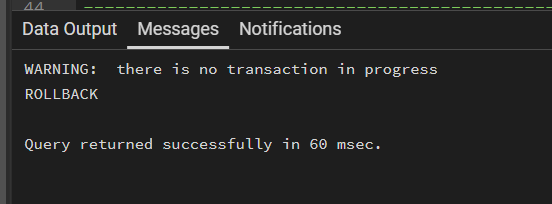 44 ------------------------------------------------
Data Output Messages Notifications
WARNING:  there is no transaction in progress
ROLLBACK
Query returned successfully in 60 msec.